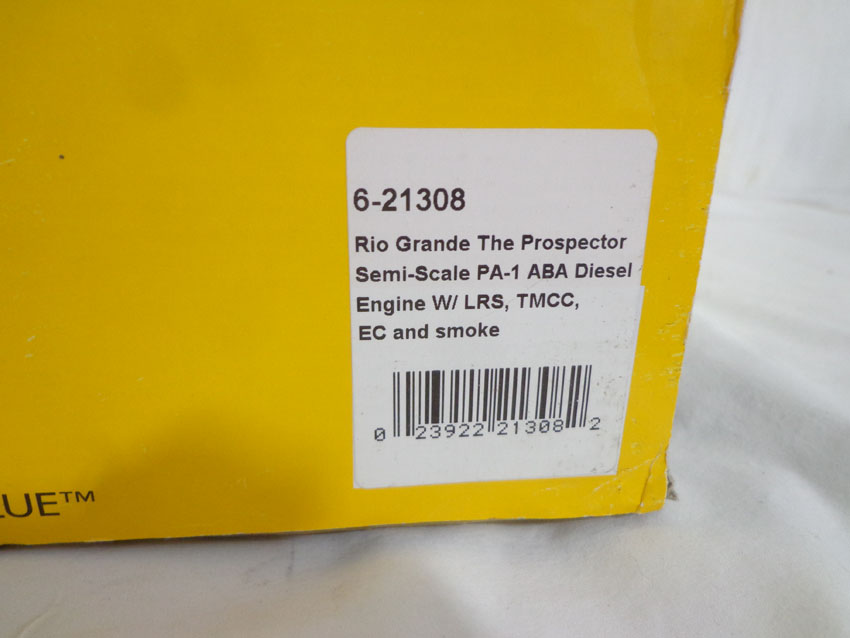 6-21308
Rio Grande The Prospector
Semi-Scale PA-1 ABA Diesel
Engine W/ LRS, TMCC,
EC and smoke
0 23922 21308 2
LUE™